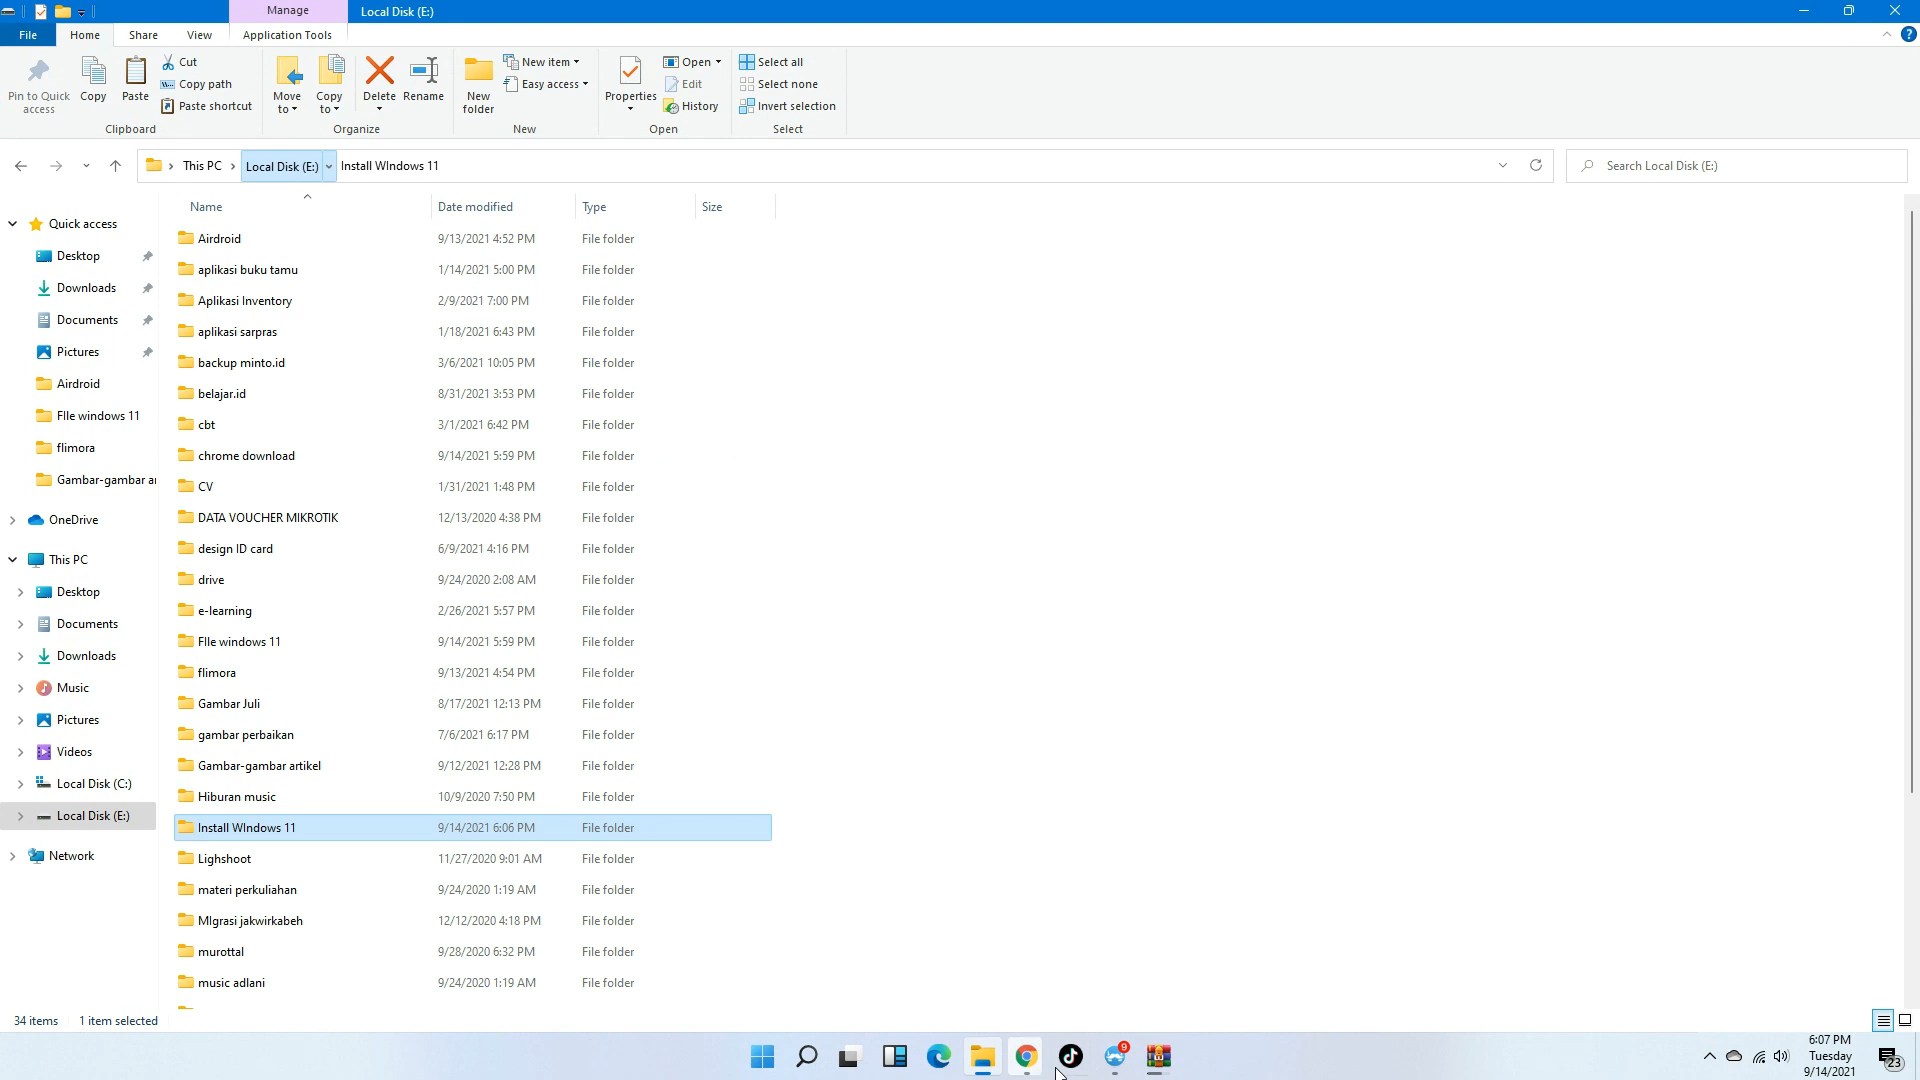 Manage
Local Disk (E:)
File
Home
Share
View
Application Tools
Pin to Quick access
Copy
Paste
Cut
Copy path
Paste shortcut
Clipboard
Move to
Copy to
Delete
Rename
Organize
New folder
New item
Easy access
New
Properties
Open
Edit
History
Open
Select all
Select none
Invert selection
Select
This PC
Local Disk (E:)
Install WIndows 11
Search Local Disk (E:)
Name
Date modified
Type
Size
Quick access
Desktop
Downloads
Documents
Pictures
Airdroid
FIle windows 11
flimora
Gambar-gambar ar
OneDrive
This PC
Desktop
Documents
Downloads
Music
Pictures
Videos
Local Disk (C:)
Local Disk (E:)
Network
Airdroid 9/13/2021 4:52 PM File folder
aplikasi buku tamu 1/14/2021 5:00 PM File folder
Aplikasi Inventory 2/9/2021 7:00 PM File folder
aplikasi sarpras 1/18/2021 6:43 PM File folder
backup minto.id 3/6/2021 10:05 PM File folder
belajar.id 8/31/2021 3:53 PM File folder
cbt 3/1/2021 6:42 PM File folder
chrome download 9/14/2021 5:59 PM File folder
CV 1/31/2021 1:48 PM File folder
DATA VOUCHER MIKROTIK 12/13/2020 4:38 PM File folder
design ID card 6/9/2021 4:16 PM File folder
drive 9/24/2020 2:08 AM File folder
e-learning 2/26/2021 5:57 PM File folder
FIle windows 11 9/14/2021 5:59 PM File folder
flimora 9/13/2021 4:54 PM File folder
Gambar Juli 8/17/2021 12:13 PM File folder
gambar perbaikan 7/6/2021 6:17 PM File folder
Gambar-gambar artikel 9/12/2021 12:28 PM File folder
Hiburan music 10/9/2020 7:50 PM File folder
Install WIndows 11 9/14/2021 6:06 PM File folder
Lighshoot 11/27/2020 9:01 AM File folder
materi perkuliahan 9/24/2020 1:19 AM File folder
MIgrasi jakwirkabeh 12/12/2020 4:18 PM File folder
murottal 9/28/2020 6:32 PM File folder
music adlani 9/24/2020 1:19 AM File folder
34 items 1 item selected
9
6:07 PM
Tuesday
9/14/2021
23